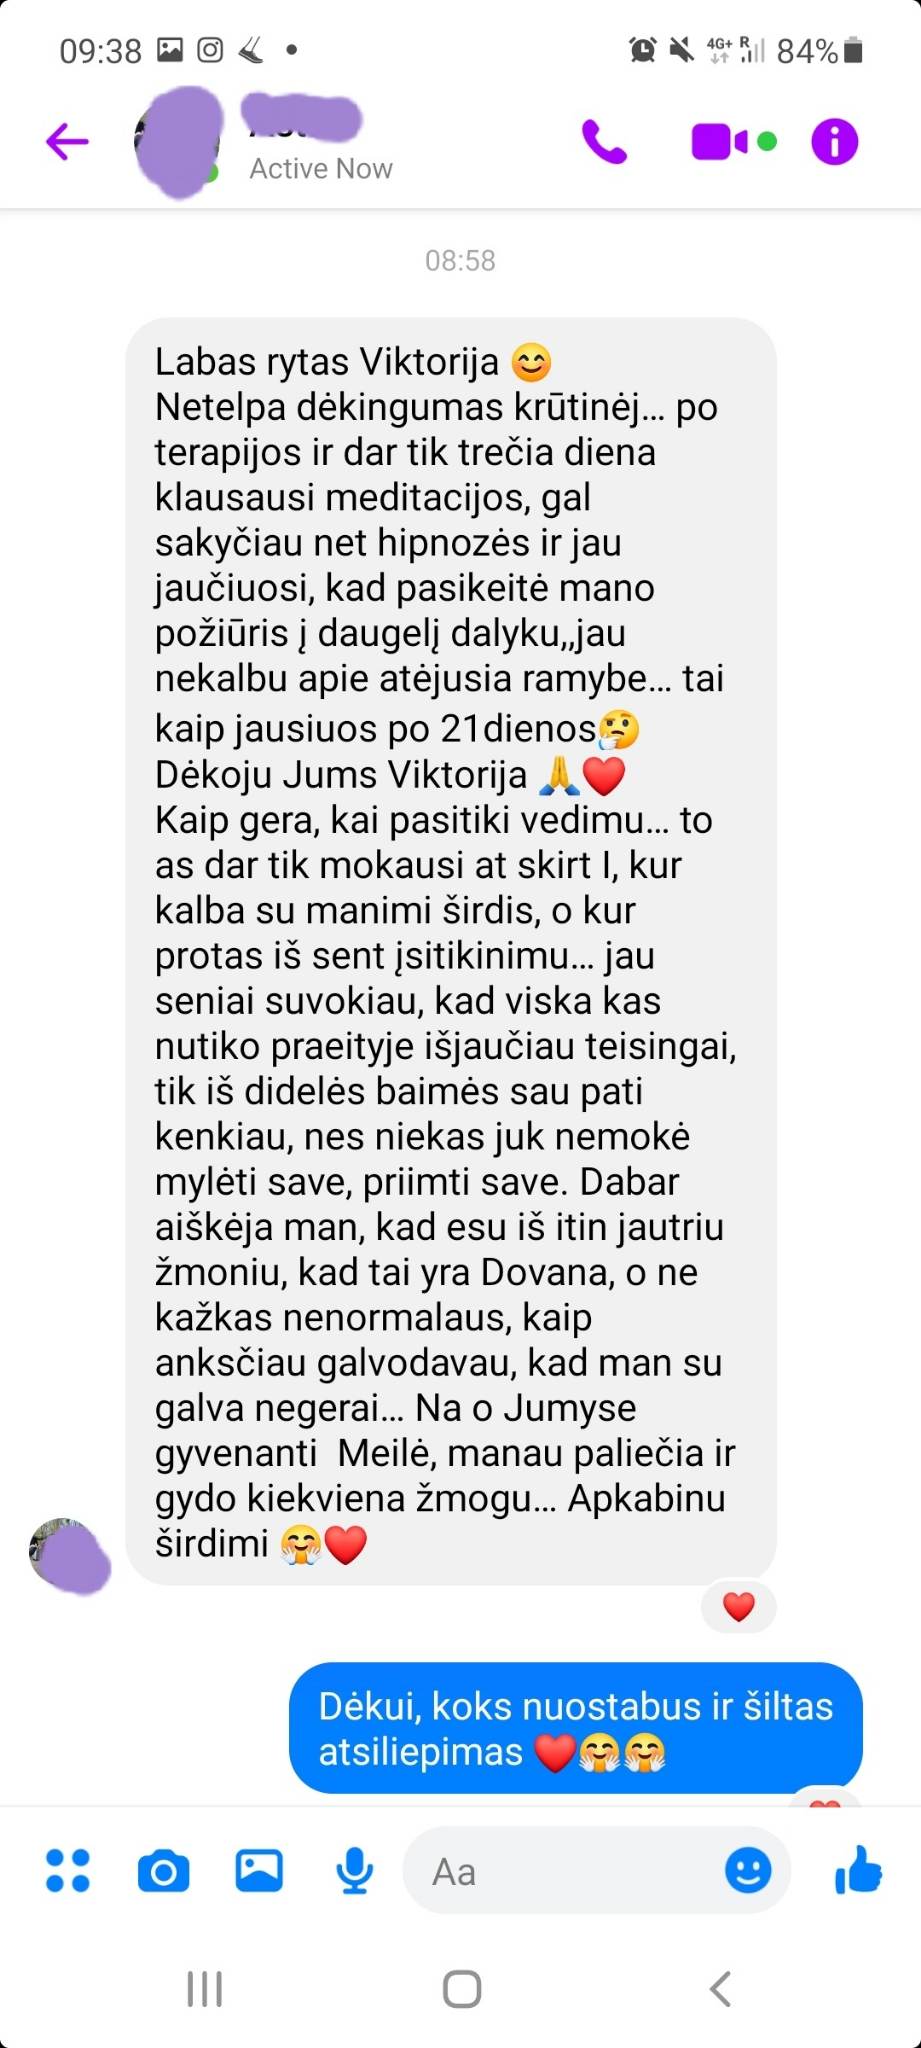 09:38
4G+ R 84%
Active Now
08:58
Labas rytas Viktorija 😊
Netelpa dėkingumas krūtinėj... po
terapijos ir dar tik trečia diena
klausausi meditacijos, gal
sakyčiau net hipnozės ir jau
jaučiuosi, kad pasikeitė mano
požiūris į daugelį dalyku,,jau
nekalbu apie atėjusia ramybe... tai
kaip jausiuos po 21dienos🤔
Dėkoju Jums Viktorija 🙏❤️
Kaip gera, kai pasitiki vedimu... to
as dar tik mokausi at skirt I, kur
kalba su manimi širdis, o kur
protas iš sent įsitikinimu... jau
seniai suvokiau, kad viska kas
nutiko praeityje išjaučiau teisingai,
tik iš didelės baimės sau pati
kenkiau, nes niekas juk nemokė
mylėti save, priimti save. Dabar
aiškėja man, kad esu iš itin jautriu
žmoniu, kad tai yra Dovana, o ne
kažkas nenormalaus, kaip
anksčiau galvodavau, kad man su
galva negerai... Na o Jumyse
gyvenanti  Meilė, manau paliečia ir
gydo kiekviena žmogu... Apkabinu
širdimi 🤗❤️
❤️
Dėkui, koks nuostabus ir šiltas
atsiliepimas ❤️🤗🤗
Aa